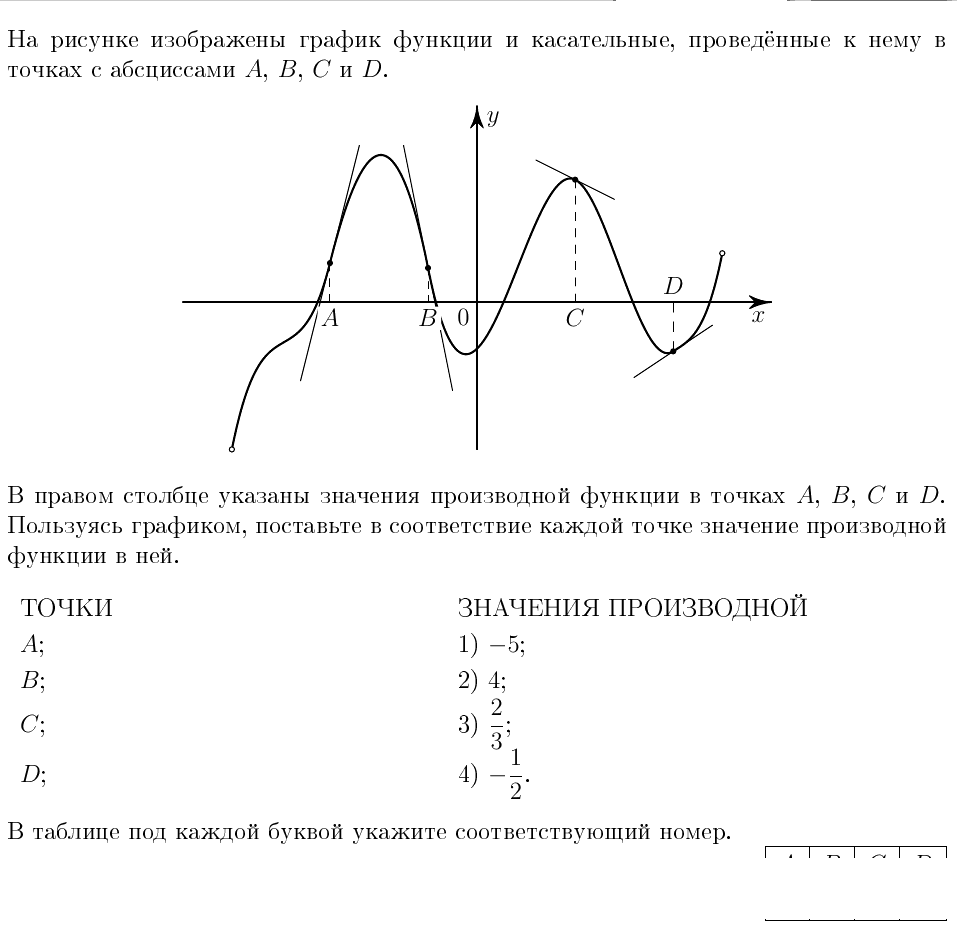 На рисунке изображены график функции и касательные, проведённые к нему в
точках с абсциссами A, B, C и D.
y
D
A
B
0
C
x
В правом столбце указаны значения производной функции в точках A, B, C и D.
Пользуясь графиком, поставьте в соответствие каждой точке значение производной
функции в ней.
ТОЧКИ
ЗНАЧЕНИЯ ПРОИЗВОДНОЙ
A;
1) −5;
B;
2) 4;
C;
3) 2/3;
D;
4) −1/2.
В таблице под каждой буквой укажите соответствующий номер.